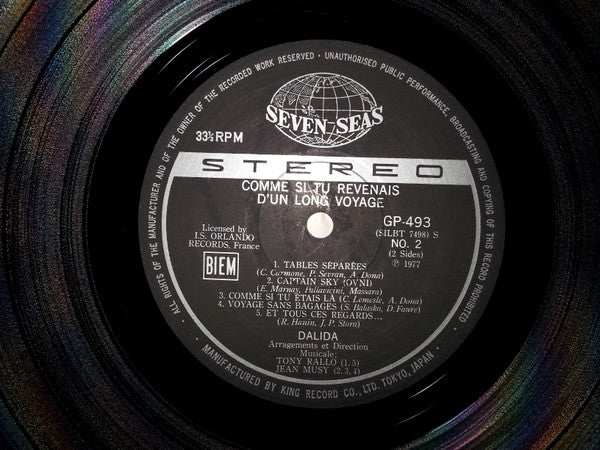 ALL RIGHTS OF THE MANUFACTURER AND OF THE OWNER OF THE RECORDED WORK RESERVED · UNAUTHORISED PUBLIC PERFORMANCE, BROADCASTING AND COPYING OF THIS RECORD PROHIBITED
SEVEN-SEAS
33⅓ RPM
STEREO
COMME SI TU REVENAIS
D'UN LONG VOYAGE
GP-493
(SILBT 7498) S
NO. 2
(2 Sides)
℗ 1977
Licensed by
I.S. ORLANDO
RECORDS, France
BIEM
1. TABLES SÉPARÉES
(C. Carmone, P. Sevran, A. Dona)
2. CAPTAIN SKY (OVNI)
(E. Marnay, Pallavicini, Massara)
3. COMME SI TU ÉTAIS LÀ (C. Lemesle, A. Dona)
4. VOYAGE SANS BAGAGES (S. Balasko, D. Faure)
5. ET TOUS CES REGARDS...
(R. Hanin, J. P. Stora)
DALIDA
Arragements et Direction
Musicale:
TONY RALLO (1, 5)
JEAN MUSY (2, 3, 4)
MANUFACTURED BY KING RECORD CO., LTD. TOKYO, JAPAN